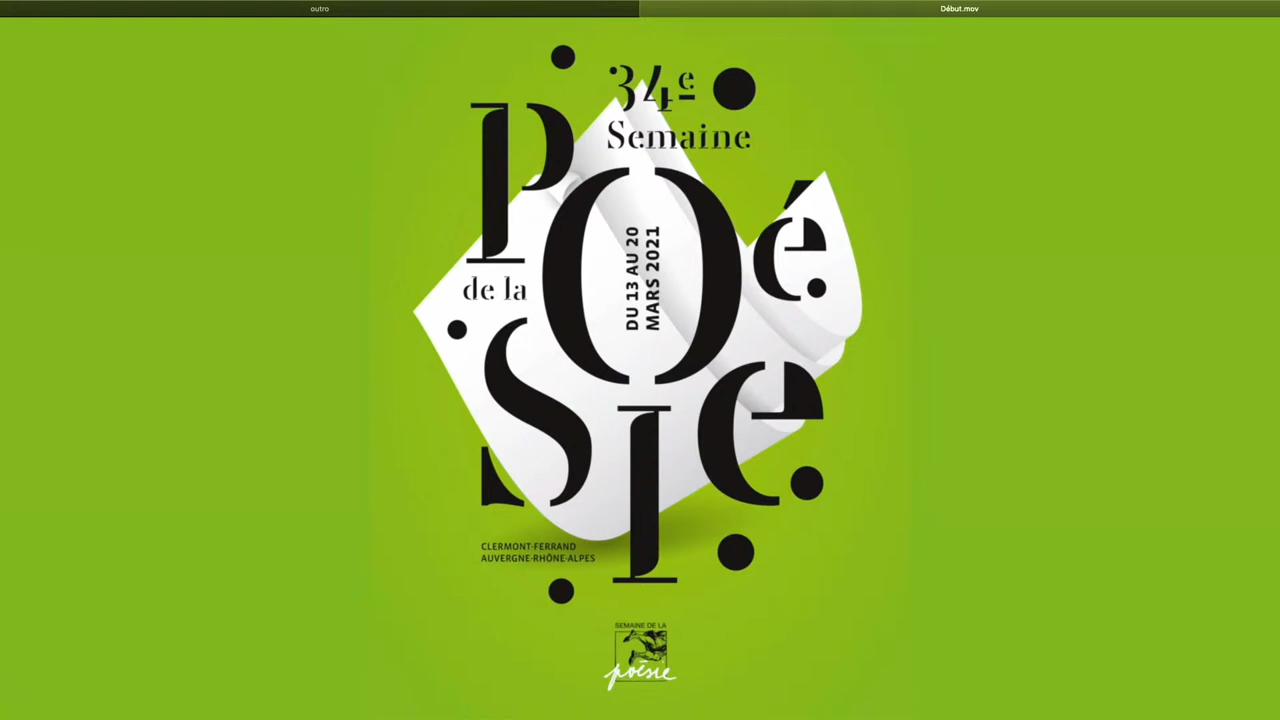 outro
Début.mov
34e
Semaine
de la
POéSIe
DU 13 AU 20
MARS 2021
CLERMONT-FERRAND
AUVERGNE-RHÔNE-ALPES
SEMAINE DE LA
poésie